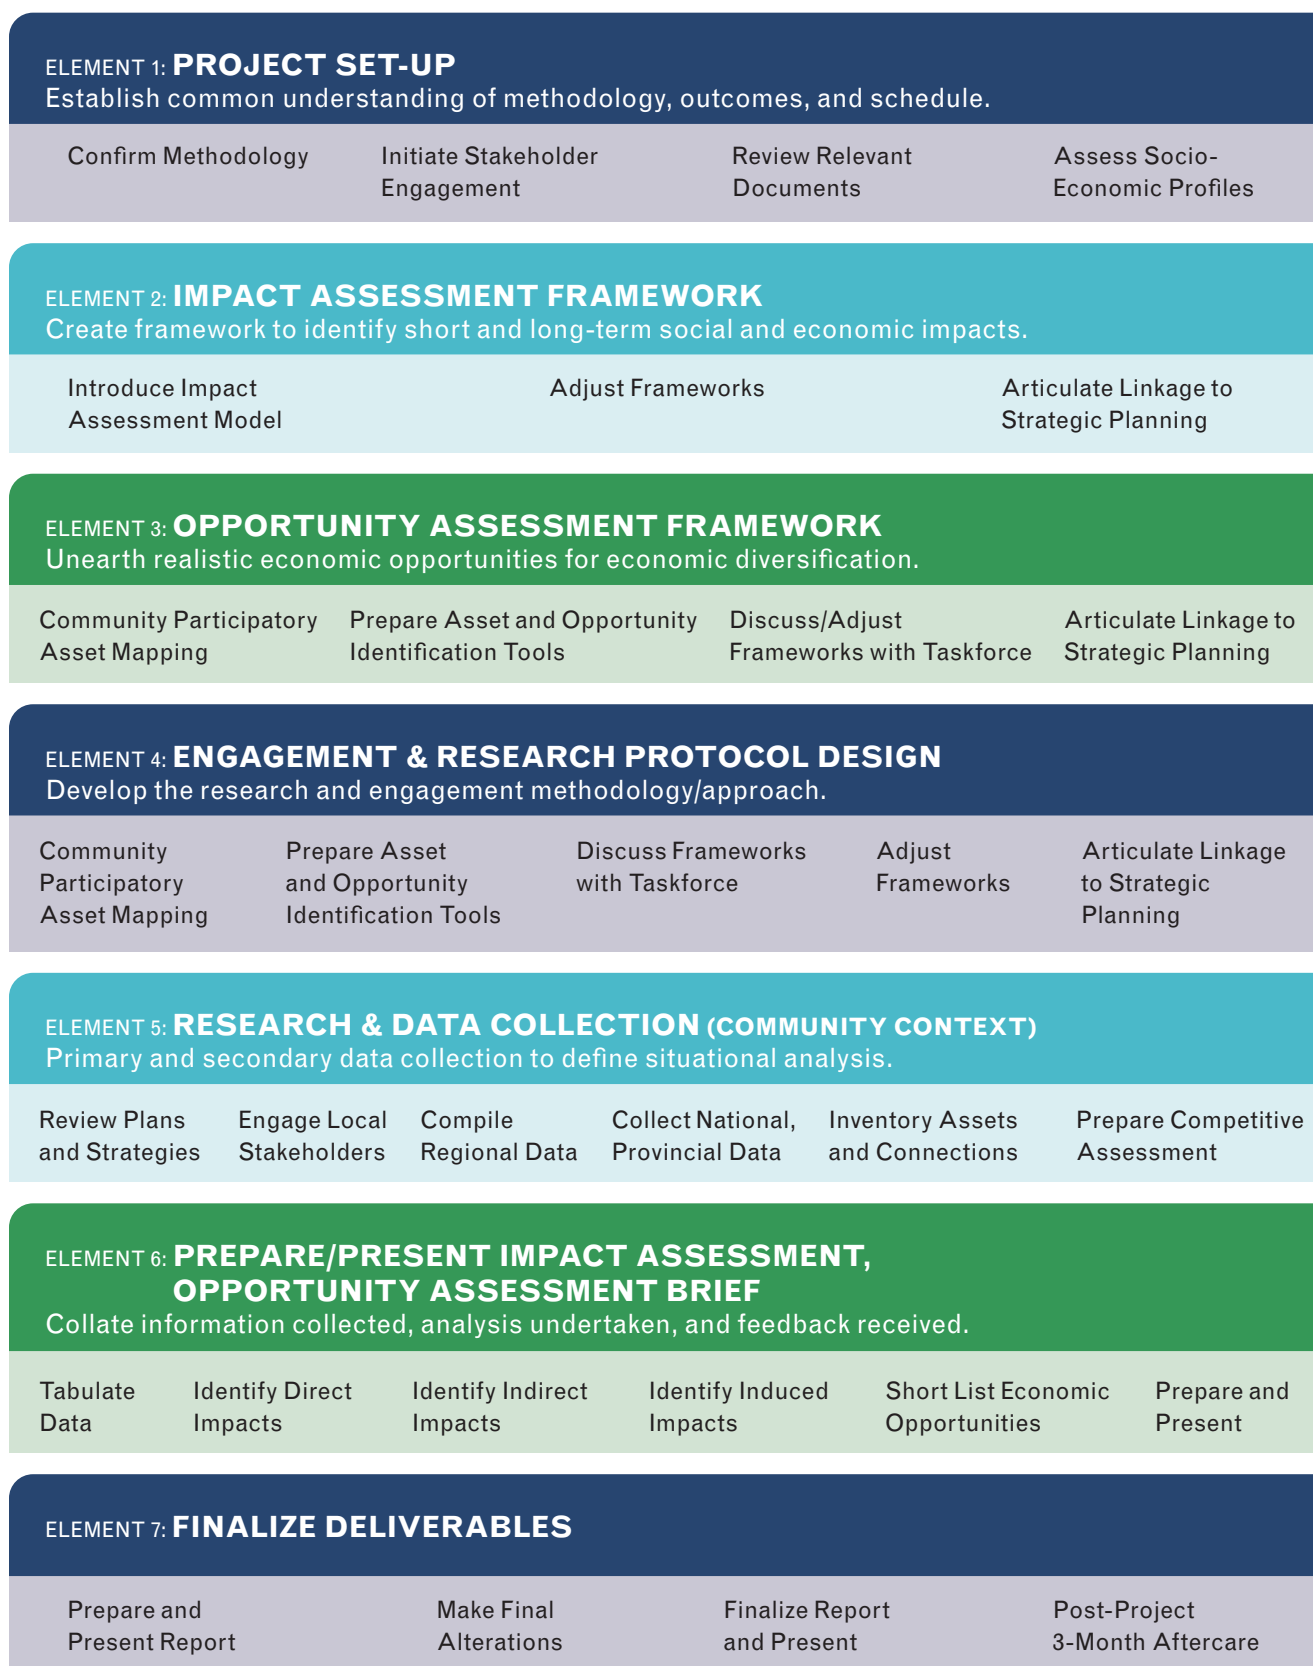 ELEMENT 1: PROJECT SET-UP
Establish common understanding of methodology, outcomes, and schedule.
Confirm Methodology
Initiate Stakeholder
Engagement
Review Relevant
Documents
Assess Socio-
Economic Profiles
ELEMENT 2: IMPACT ASSESSMENT FRAMEWORK
Create framework to identify short and long-term social and economic impacts.
Introduce Impact
Assessment Model
Adjust Frameworks
Articulate Linkage to
Strategic Planning
ELEMENT 3: OPPORTUNITY ASSESSMENT FRAMEWORK
Unearth realistic economic opportunities for economic diversification.
Community Participatory
Asset Mapping
Prepare Asset and Opportunity
Identification Tools
Discuss/Adjust
Frameworks with Taskforce
Articulate Linkage to
Strategic Planning
ELEMENT 4: ENGAGEMENT & RESEARCH PROTOCOL DESIGN
Develop the research and engagement methodology/approach.
Community
Participatory
Asset Mapping
Prepare Asset
and Opportunity
Identification Tools
Discuss Frameworks
with Taskforce
Adjust
Frameworks
Articulate Linkage
to Strategic
Planning
ELEMENT 5: RESEARCH & DATA COLLECTION (COMMUNITY CONTEXT)
Primary and secondary data collection to define situational analysis.
Review Plans
and Strategies
Engage Local
Stakeholders
Compile
Regional Data
Collect National,
Provincial Data
Inventory Assets
and Connections
Prepare Competitive
Assessment
ELEMENT 6: PREPARE/PRESENT IMPACT ASSESSMENT,
OPPORTUNITY ASSESSMENT BRIEF
Collate information collected, analysis undertaken, and feedback received.
Tabulate
Data
Identify Direct
Impacts
Identify Indirect
Impacts
Identify Induced
Impacts
Short List Economic
Opportunities
Prepare and
Present
ELEMENT 7: FINALIZE DELIVERABLES
Prepare and
Present Report
Make Final
Alterations
Finalize Report
and Present
Post-Project
3-Month Aftercare